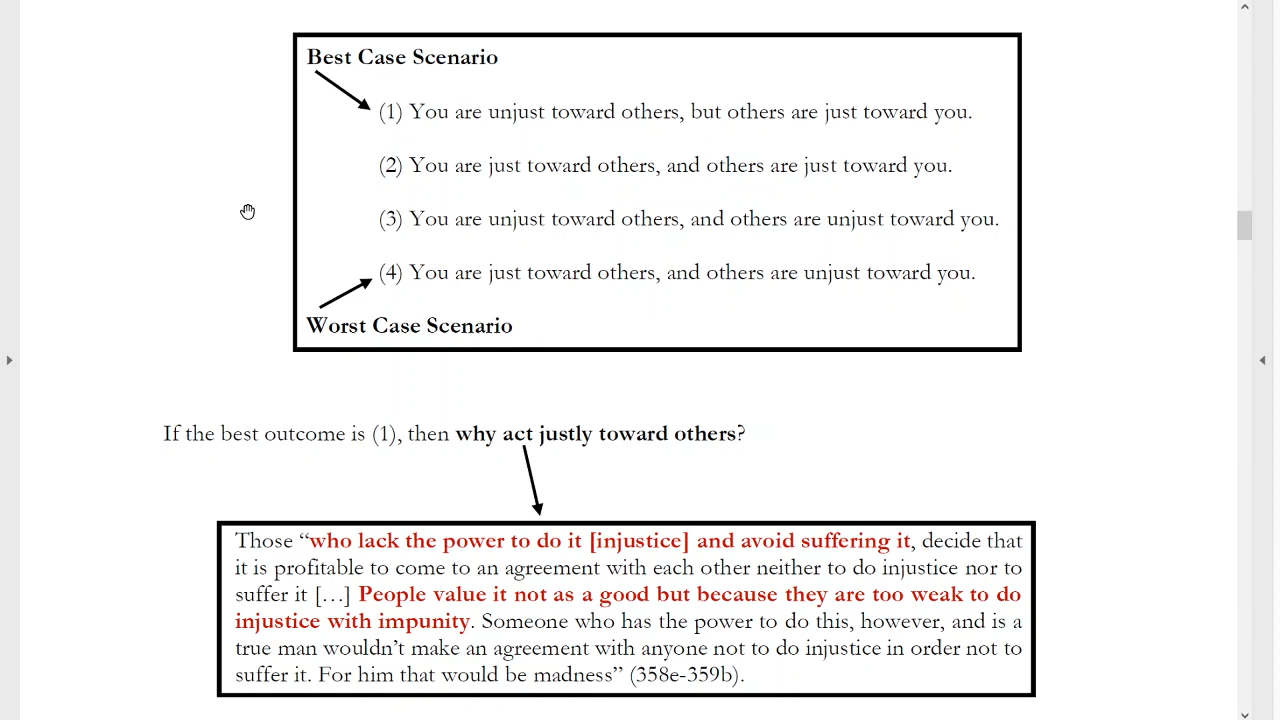 Best Case Scenario
(1) You are unjust toward others, but others are just toward you.
(2) You are just toward others, and others are just toward you.
(3) You are unjust toward others, and others are unjust toward you.
(4) You are just toward others, and others are unjust toward you.
Worst Case Scenario
If the best outcome is (1), then why act justly toward others?
Those “who lack the power to do it [injustice] and avoid suffering it, decide that
it is profitable to come to an agreement with each other neither to do injustice nor to
suffer it […] People value it not as a good but because they are too weak to do
injustice with impunity. Someone who has the power to do this, however, and is a
true man wouldn’t make an agreement with anyone not to do injustice in order not to
suffer it. For him that would be madness” (358e-359b).